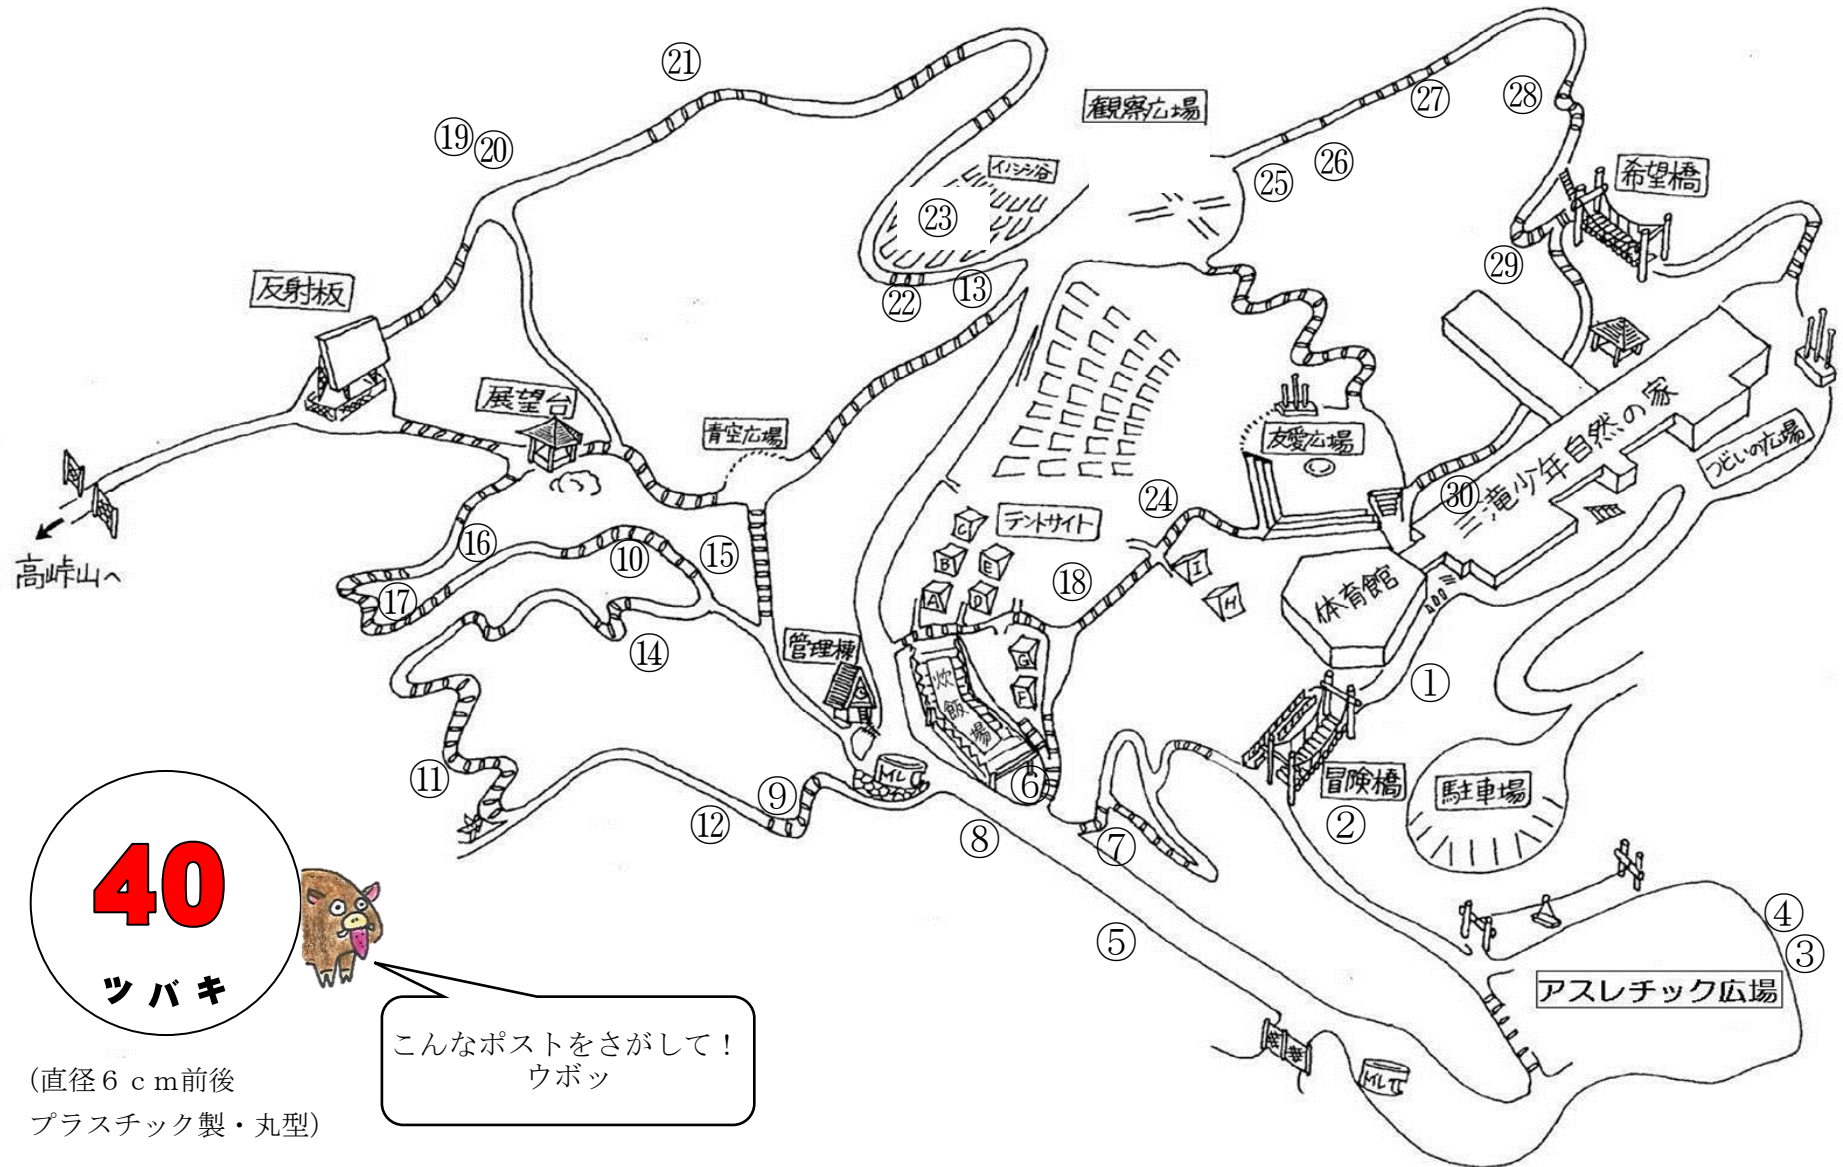 ㉑
観察広場
㉗
㉘
⑲
⑳
イノシシ谷
㉖
㉕
希望橋
㉓
反射板
㉒
⑬
㉙
展望台
青空広場
友愛広場
三滝少年自然の家
つどいの広場
㉔
㉚
テントサイト
C
B
E
A
D
I
H
⑯
⑩
⑮
⑱
高峠山へ
⑰
体育館
⑭
管理棟
G
F
①
炊飯場
⑪
⑨
⑫
⑥
⑧
⑦
冒険橋
②
駐車場
④
③
⑤
アスレチック広場
40
ツバキ
こんなポストをさがして！
ウボッ
(直径６ｃｍ前後
プラスチック製・丸型)